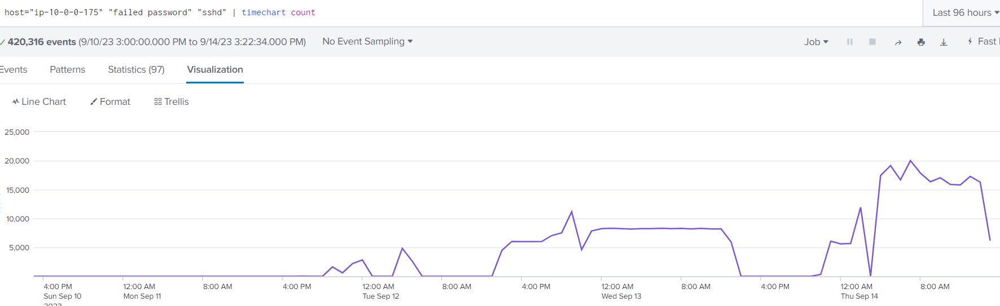 host="ip-10-0-0-175" "failed password" "sshd" | timechart count
Last 96 hours
420,316 events (9/10/23 3:00:00.000 PM to 9/14/23 3:22:34.000 PM)
No Event Sampling
Job
Fast
Events
Patterns
Statistics (97)
Visualization
Line Chart
Format
Trellis
25,000
20,000
15,000
10,000
5,000
4:00 PM
Sun Sep 10
2023
12:00 AM
Mon Sep 11
8:00 AM
4:00 PM
12:00 AM
Tue Sep 12
8:00 AM
4:00 PM
12:00 AM
Wed Sep 13
8:00 AM
4:00 PM
12:00 AM
Thu Sep 14
8:00 AM